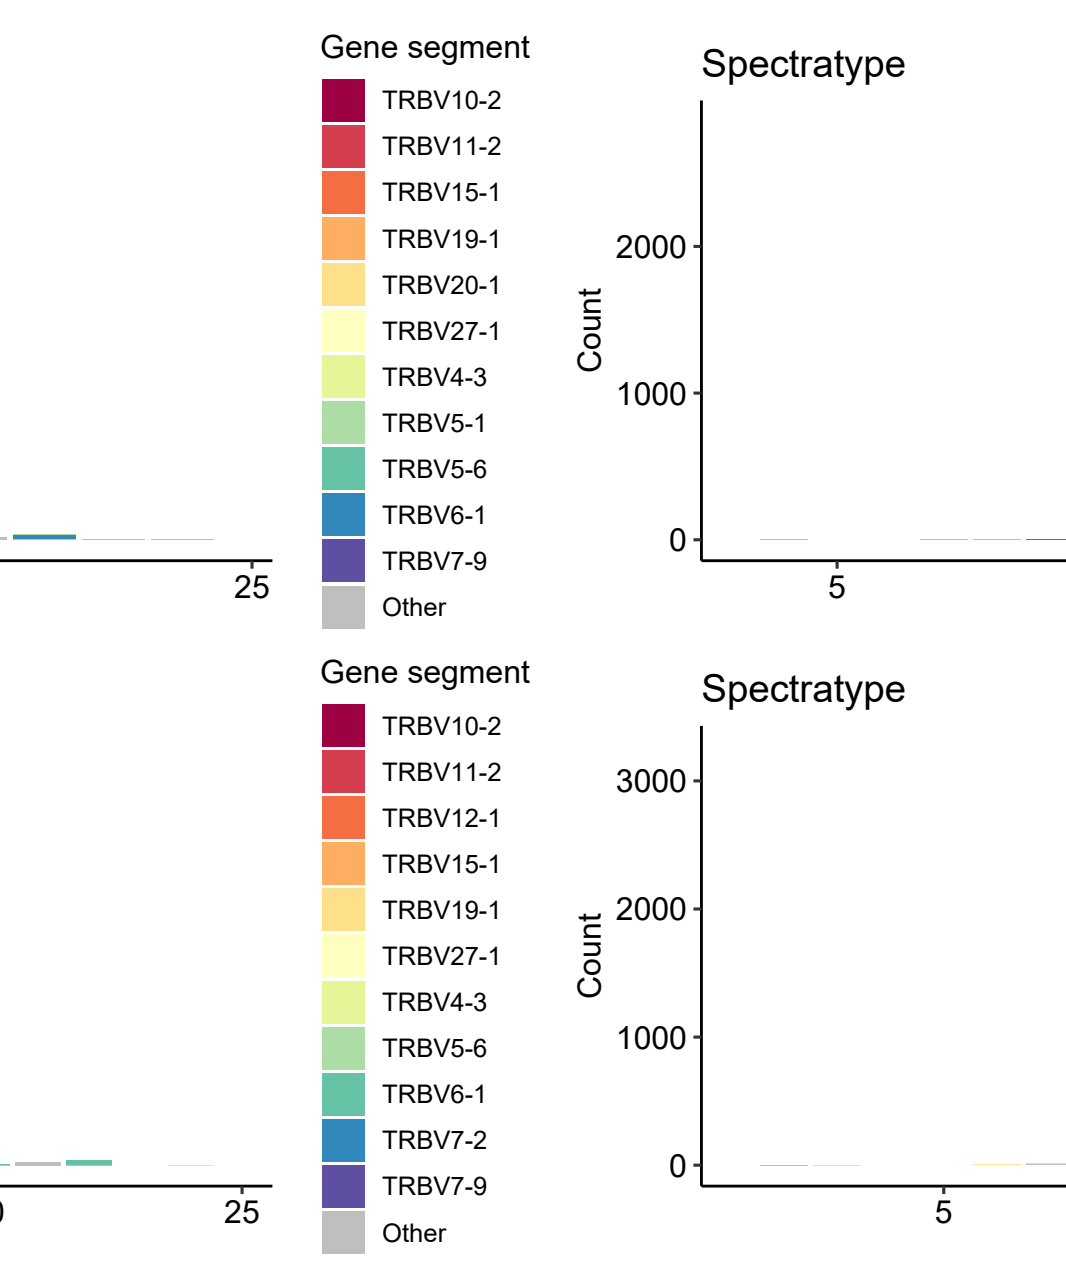 Gene segment
TRBV10-2
TRBV11-2
TRBV15-1
TRBV19-1
TRBV20-1
TRBV27-1
TRBV4-3
TRBV5-1
TRBV5-6
TRBV6-1
TRBV7-9
Other
25
Spectratype
Count
2000
1000
0
5
Gene segment
TRBV10-2
TRBV11-2
TRBV12-1
TRBV15-1
TRBV19-1
TRBV27-1
TRBV4-3
TRBV5-6
TRBV6-1
TRBV7-2
TRBV7-9
Other
25
Spectratype
Count
3000
2000
1000
0
5